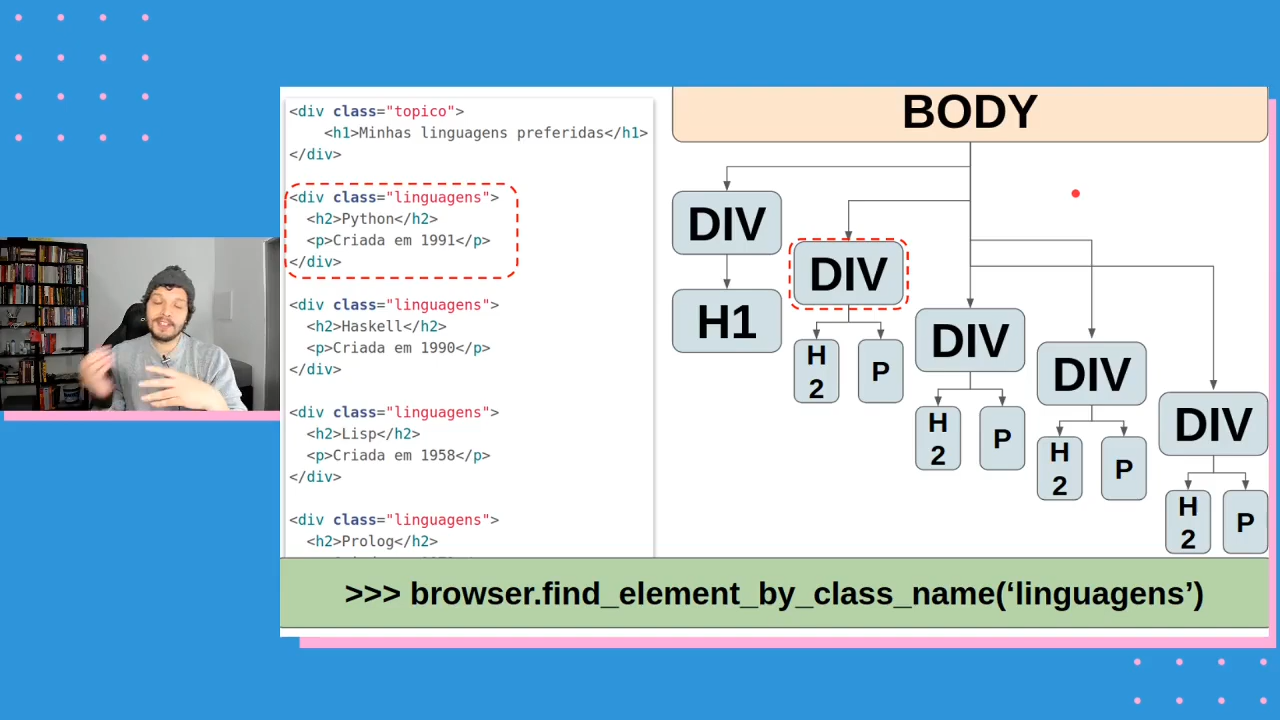 <div class="topico">
<h1>Minhas linguagens preferidas</h1>
</div>
<div class="linguagens">
<h2>Python</h2>
<p>Criada em 1991</p>
</div>
<div class="linguagens">
<h2>Haskell</h2>
<p>Criada em 1990</p>
</div>
<div class="linguagens">
<h2>Lisp</h2>
<p>Criada em 1958</p>
</div>
<div class="linguagens">
<h2>Prolog</h2>
BODY
DIV
H1
DIV
H
2
P
DIV
H
2
P
DIV
H
2
P
DIV
H
2
P
>>> browser.find_element_by_class_name(‘linguagens’)